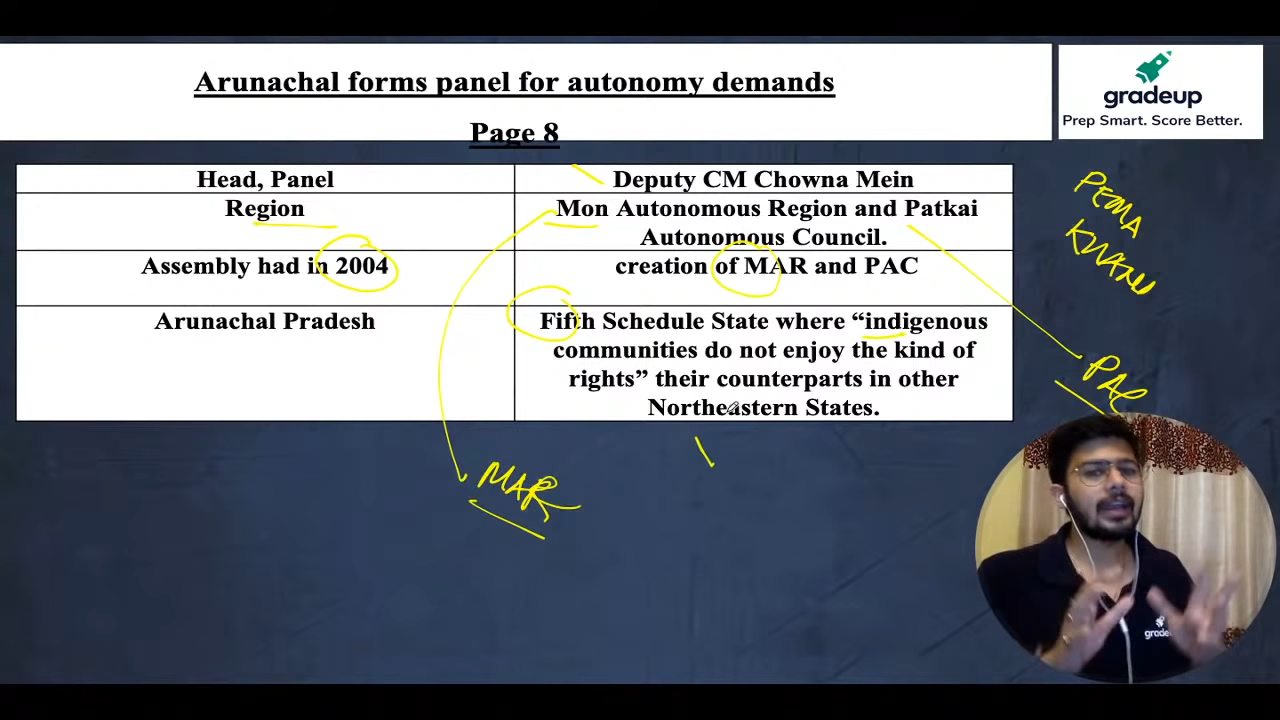 Arunachal forms panel for autonomy demands
Page 8
gradeup
Prep Smart. Score Better.
Head, Panel
Deputy CM Chowna Mein
Region
Mon Autonomous Region and Patkai
Autonomous Council.
Assembly had in 2004
creation of MAR and PAC
Arunachal Pradesh
Fifth Schedule State where “indigenous
communities do not enjoy the kind of
rights” their counterparts in other
Northeastern States.
PEMA
PAC
MAR